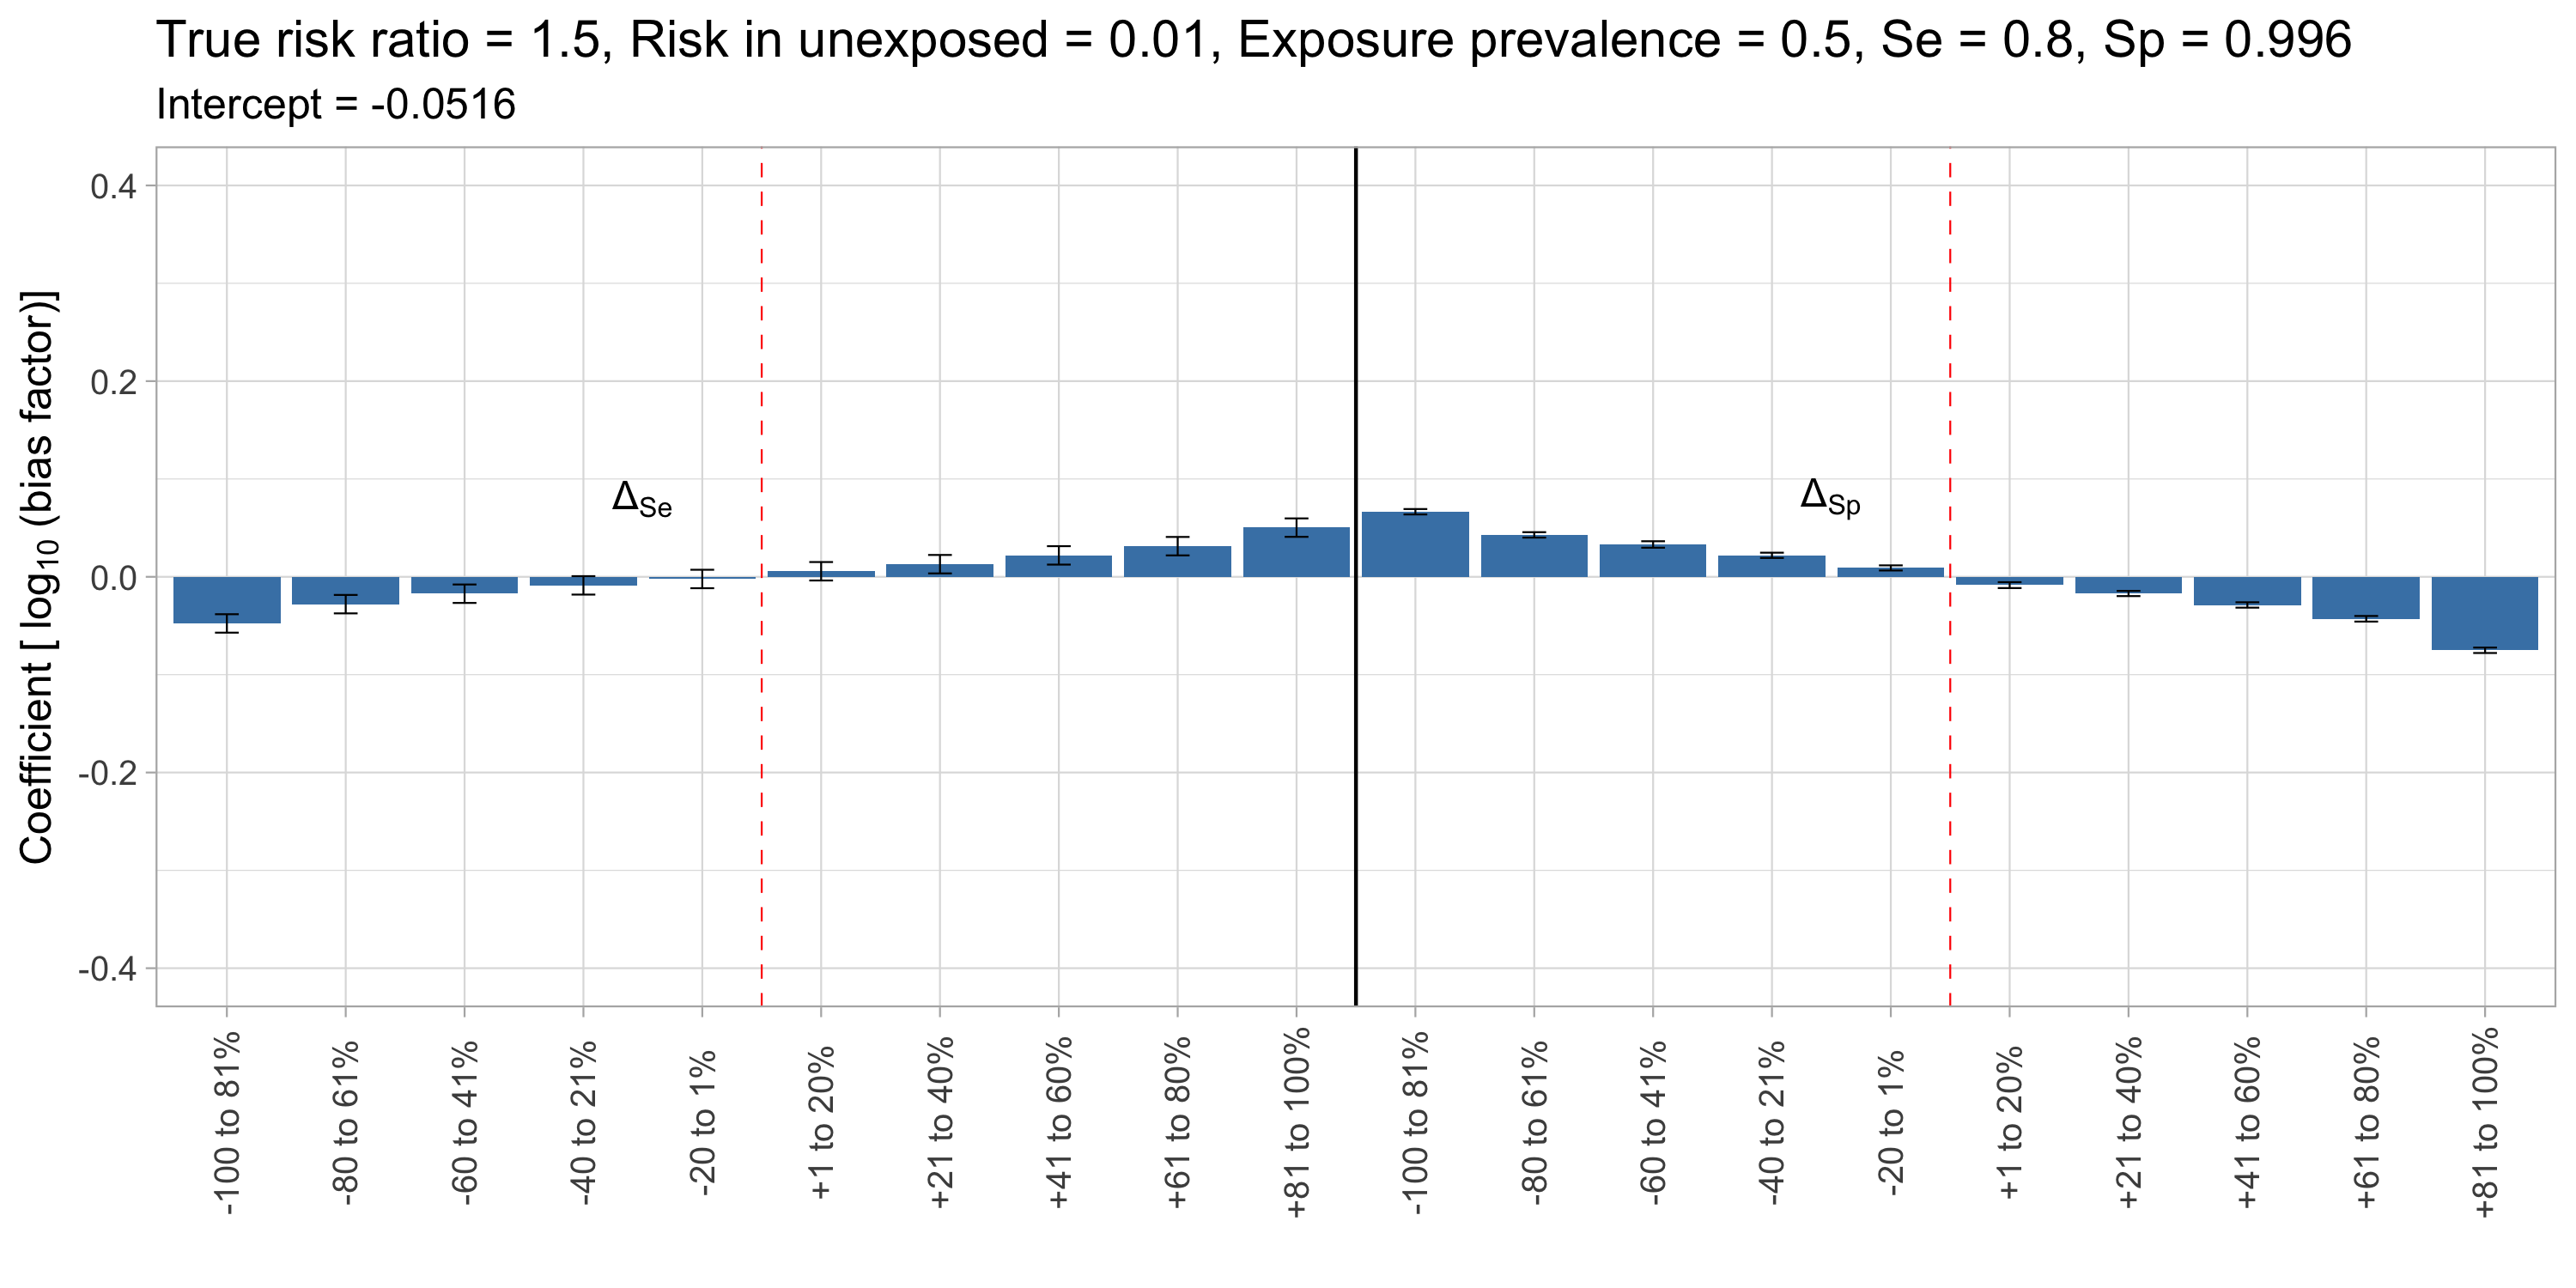 True risk ratio = 1.5, Risk in unexposed = 0.01, Exposure prevalence = 0.5, Se = 0.8, Sp = 0.996
Intercept = -0.0516
Coefficient [ log10 (bias factor)]
0.4
0.2
0.0
-0.2
-0.4
ΔSe
ΔSp
-100 to 81%
-80 to 61%
-60 to 41%
-40 to 21%
-20 to 1%
+1 to 20%
+21 to 40%
+41 to 60%
+61 to 80%
+81 to 100%
-100 to 81%
-80 to 61%
-60 to 41%
-40 to 21%
-20 to 1%
+1 to 20%
+21 to 40%
+41 to 60%
+61 to 80%
+81 to 100%